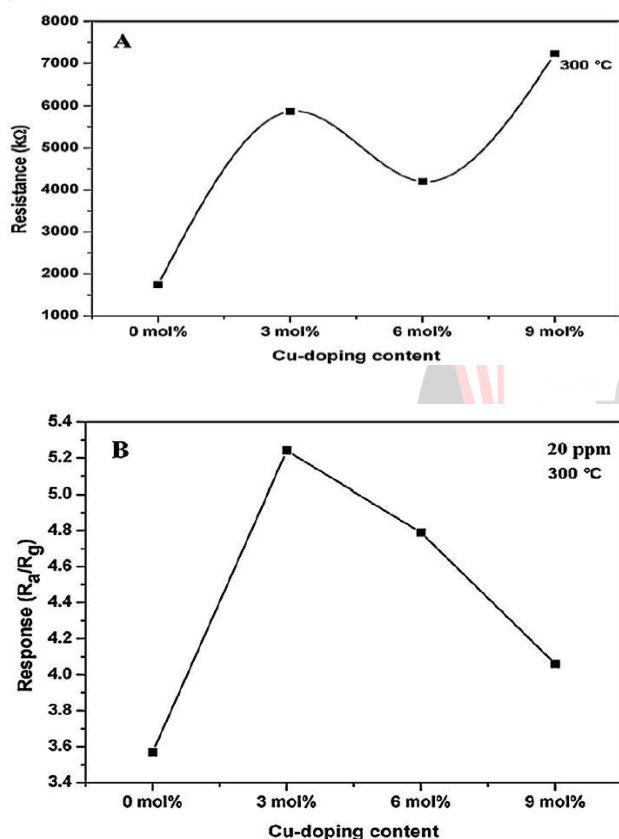 A
300 °C
Resistance (kΩ)
8000
7000
6000
5000
4000
3000
2000
1000
0 mol% 3 mol% 6 mol% 9 mol%
Cu-doping content
B
20 ppm
300 °C
Response (Ra/Rg)
5.4
5.2
5.0
4.8
4.6
4.4
4.2
4.0
3.8
3.6
3.4
0 mol% 3 mol% 6 mol% 9 mol%
Cu-doping content